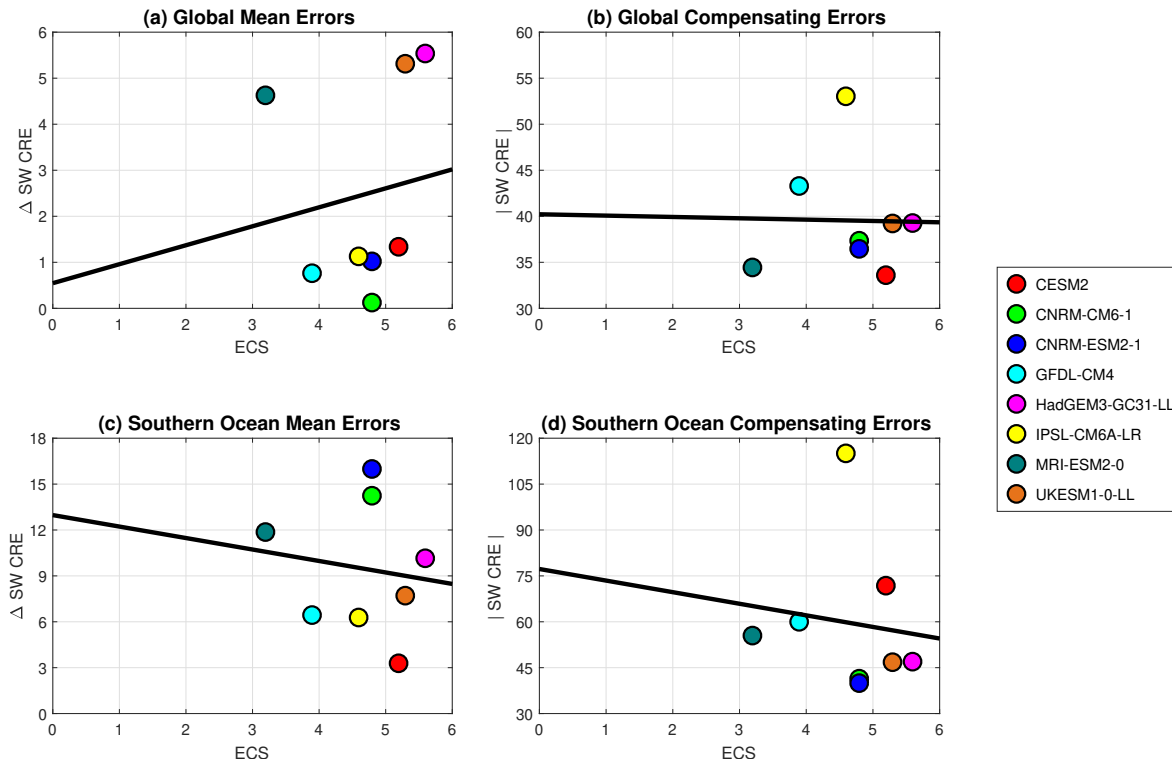 (a) Global Mean Errors
6
5
4
3
2
1
0
Δ SW CRE
0 1 2 3 4 5 6
ECS
(b) Global Compensating Errors
60
55
50
45
40
35
30
| SW CRE |
0 1 2 3 4 5 6
ECS
(c) Southern Ocean Mean Errors
18
15
12
9
6
3
0
Δ SW CRE
0 1 2 3 4 5 6
ECS
(d) Southern Ocean Compensating Errors
120
105
90
75
60
45
30
| SW CRE |
0 1 2 3 4 5 6
ECS
CESM2
CNRM-CM6-1
CNRM-ESM2-1
GFDL-CM4
HadGEM3-GC31-LL
IPSL-CM6A-LR
MRI-ESM2-0
UKESM1-0-LL